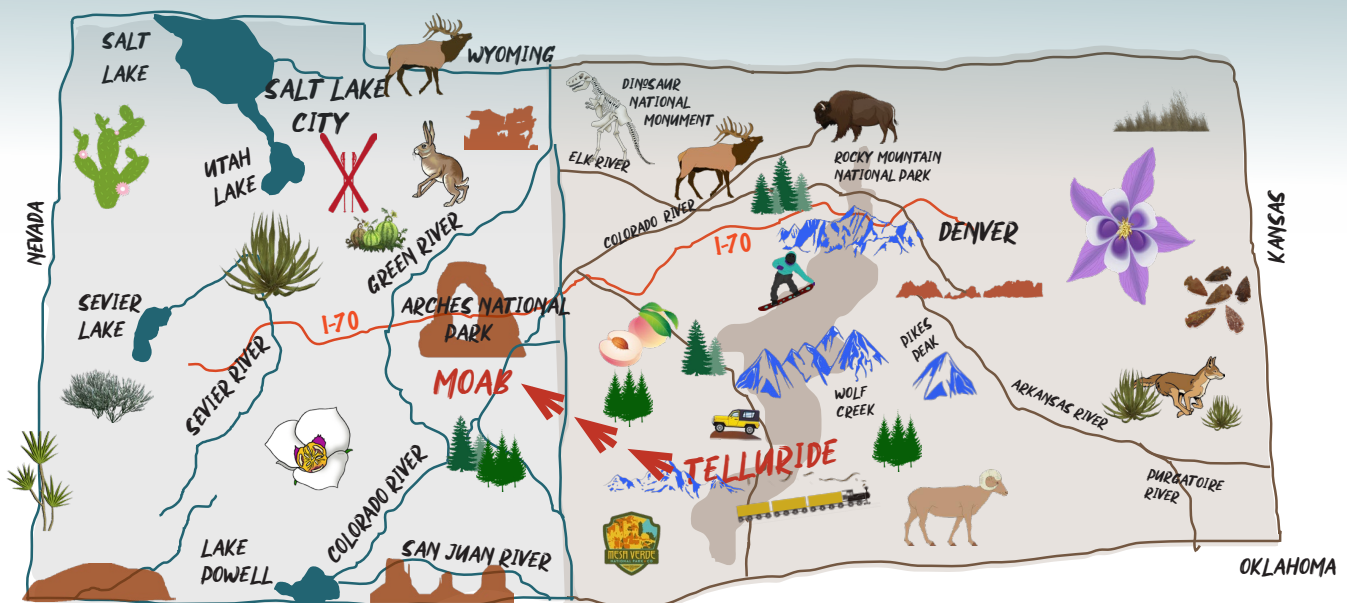 SALT
LAKE
WYOMING
SALT LAKE
CITY
DINOSAUR
NATIONAL
MONUMENT
UTAH
LAKE
ELK RIVER
ROCKY MOUNTAIN
NATIONAL PARK
NEVADA
GREEN RIVER
COLORADO RIVER
I-70
DENVER
KANSAS
SEVIER
LAKE
I-70
ARCHES NATIONAL
PARK
PIKES
PEAK
SEVIER RIVER
MOAB
WOLF
CREEK
ARKANSAS RIVER
TELLURIDE
COLORADO RIVER
PURGATOIRE
RIVER
LAKE
POWELL
SAN JUAN RIVER
MESA VERDE
OKLAHOMA